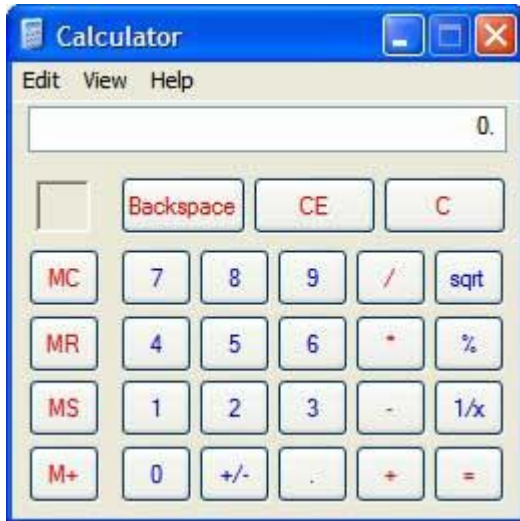 Calculator
Edit View Help
0.
Backspace CE C
MC 7 8 9 / sqrt
MR 4 5 6 * %
MS 1 2 3 - 1/x
M+ 0 +/- . + =